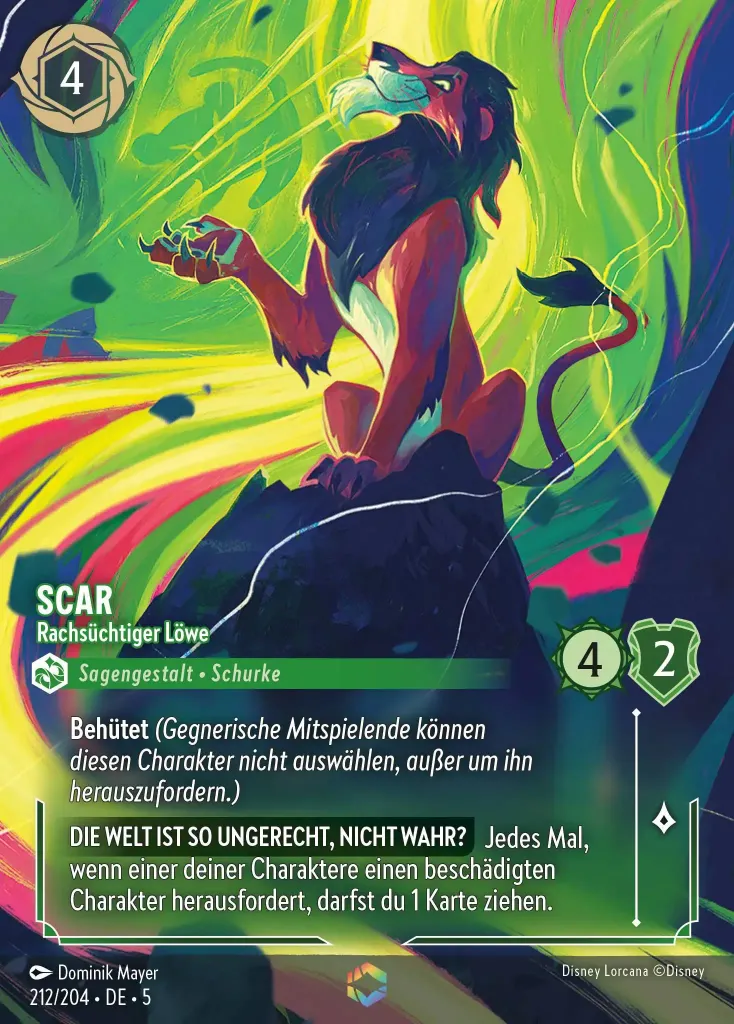 4
SCAR
Rachsüchtiger Löwe
Sagengestalt • Schurke
4 2
Behütet (Gegnerische Mitspielende können
diesen Charakter nicht auswählen, außer um ihn
herauszufordern.)
DIE WELT IST SO UNGERECHT, NICHT WAHR? Jedes Mal,
wenn einer deiner Charaktere einen beschädigten
Charakter herausfordert, darfst du 1 Karte ziehen.
Dominik Mayer
Disney Lorcana ©Disney
212/204 • DE • 5